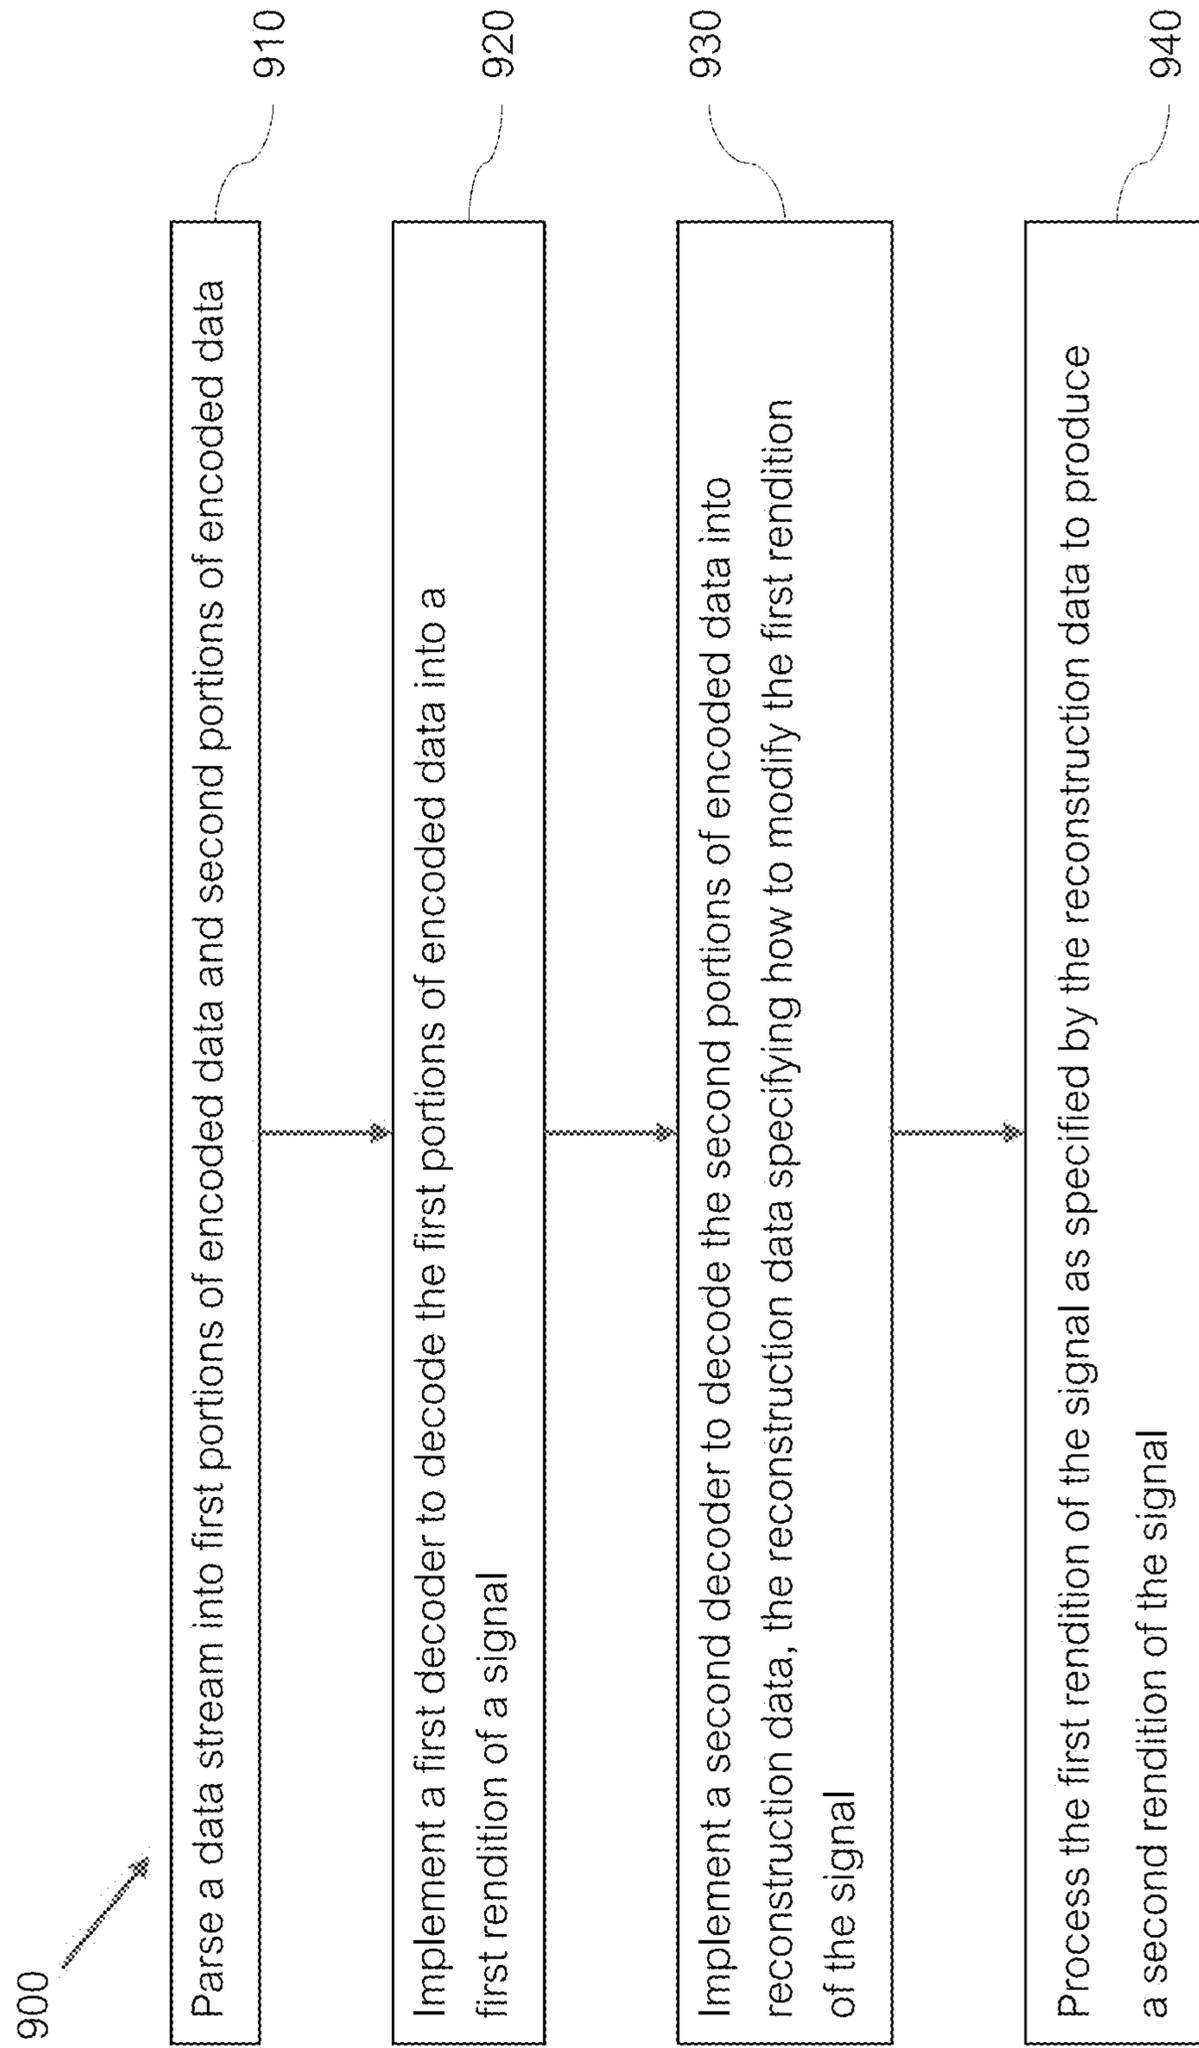 900
Parse a data stream into first portions of encoded data and second portions of encoded data
910
Implement a first decoder to decode the first portions of encoded data into a
first rendition of a signal
920
Implement a second decoder to decode the second portions of encoded data into
reconstruction data, the reconstruction data specifying how to modify the first rendition
of the signal
930
Process the first rendition of the signal as specified by the reconstruction data to produce
a second rendition of the signal
940